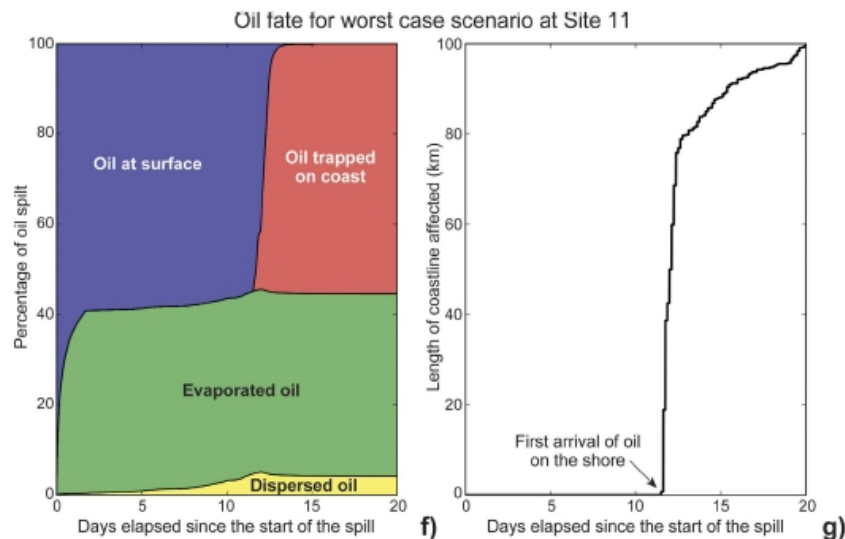 Oil fate for worst case scenario at Site 11
100
80
60
40
20
0
Percentage of oil spilt
Oil at surface
Oil trapped
on coast
Evaporated oil
Dispersed oil
0
5
10
15
20
Days elapsed since the start of the spill
f)
100
80
60
40
20
0
Length of coastline affected (km)
First arrival of oil
on the shore
0
5
10
15
20
Days elapsed since the start of the spill
g)